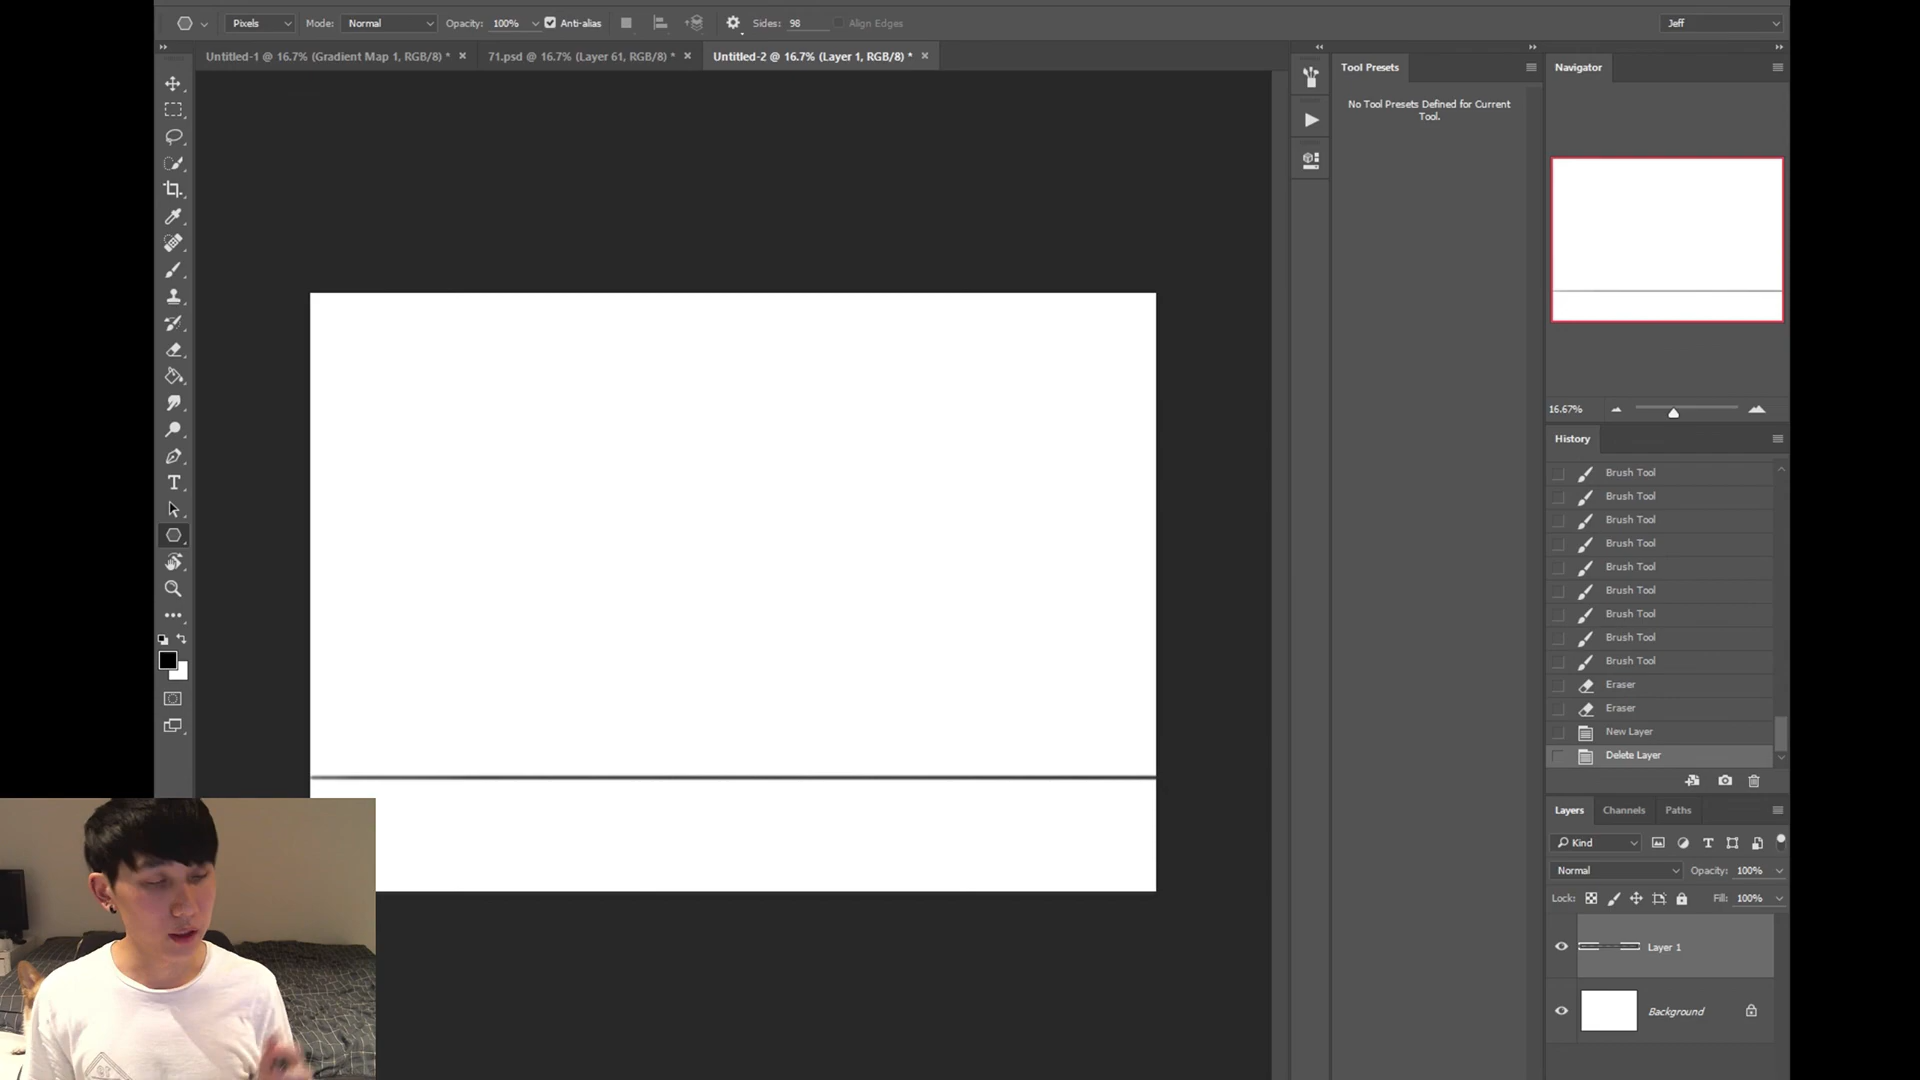 Pixels Mode: Normal Opacity: 100% Anti-alias Sides: 98 Align Edges Jeff
Untitled-1 @ 16.7% (Gradient Map 1, RGB/8) * 71.psd @ 16.7% (Layer 61, RGB/8) * Untitled-2 @ 16.7% (Layer 1, RGB/8) *
Tool Presets
No Tool Presets Defined for Current
Tool.
Navigator
16.67%
History
Brush Tool
Brush Tool
Brush Tool
Brush Tool
Brush Tool
Brush Tool
Brush Tool
Brush Tool
Brush Tool
Eraser
Eraser
New Layer
Delete Layer
Layers Channels Paths
Kind
Normal Opacity: 100%
Lock: Fill: 100%
Layer 1
Background